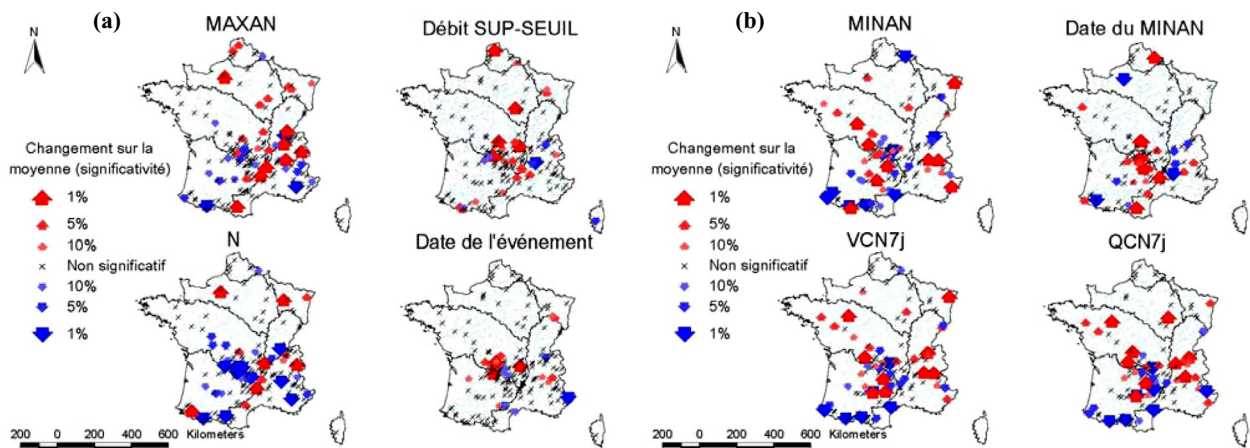 (a)
N
MAXAN
Débit SUP-SEUIL
Changement sur la
moyenne (significativité)
1%
5%
10%
Non significatif
10%
5%
1%
N
Date de l'événement
200 0 200 400 600 Kilometers
(b)
N
MINAN
Date du MINAN
Changement sur la
moyenne (significativité)
1%
5%
10%
Non significatif
10%
5%
1%
VCN7j
QCN7j
200 0 200 400 600 Kilometers